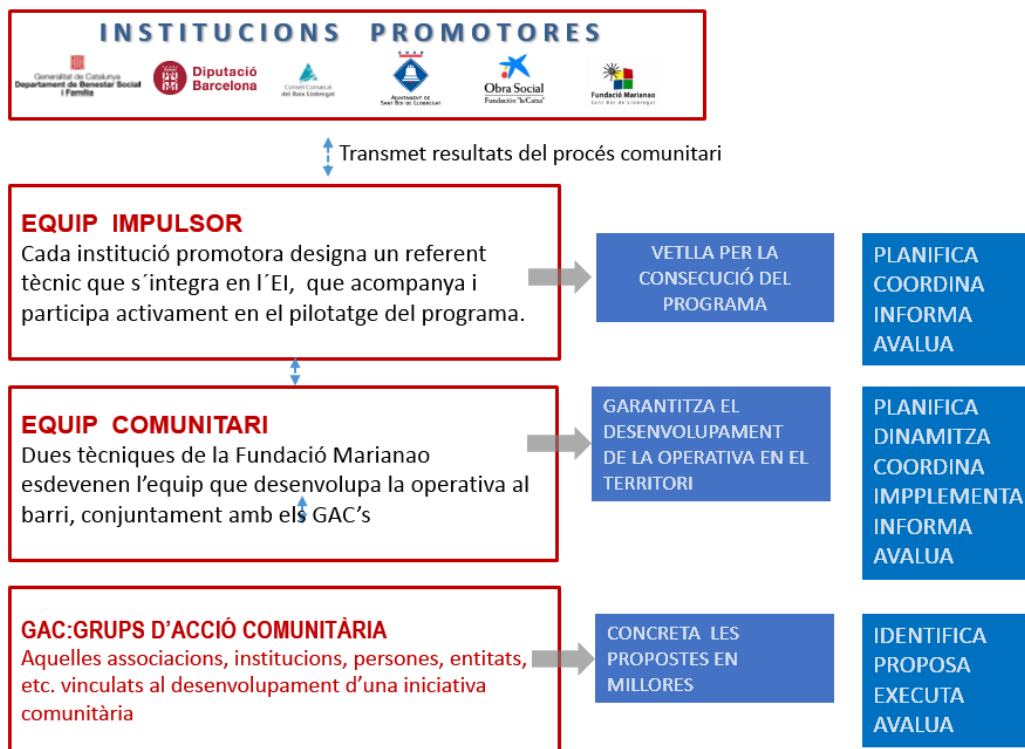 INSTITUCIONS PROMOTORES
Generalitat de Catalunya
Departament de Benestar Social
i Família
Diputació
Barcelona
Consell Comarcal
del Baix Llobregat
AJUNTAMENT DE
SANT BOI DE LLOBREGAT
Obra Social
Fundación "la Caixa"
Fundació Marianao
Sant Boi de Llobregat
Transmet resultats del procés comunitari
EQUIP IMPULSOR
Cada institució promotora designa un referent
tècnic que s´integra en l´EI, que acompanya i
participa activament en el pilotatge del programa.
VETLLA PER LA
CONSECUCIÓ DEL
PROGRAMA
PLANIFICA
COORDINA
INFORMA
AVALUA
EQUIP COMUNITARI
Dues tècniques de la Fundació Marianao
esdevenen l’equip que desenvolupa la operativa al
barri, conjuntament amb els GAC’s
GARANTITZA EL
DESENVOLUPAMENT
DE LA OPERATIVA EN EL
TERRITORI
PLANIFICA
DINAMITZA
COORDINA
IMPPLEMENTA
INFORMA
AVALUA
GAC:GRUPS D’ACCIÓ COMUNITÀRIA
Aquelles associacions, institucions, persones, entitats,
etc. vinculats al desenvolupament d’una iniciativa
comunitària
CONCRETA LES
PROPOSTES EN
MILLORES
IDENTIFICA
PROPOSA
EXECUTA
AVALUA